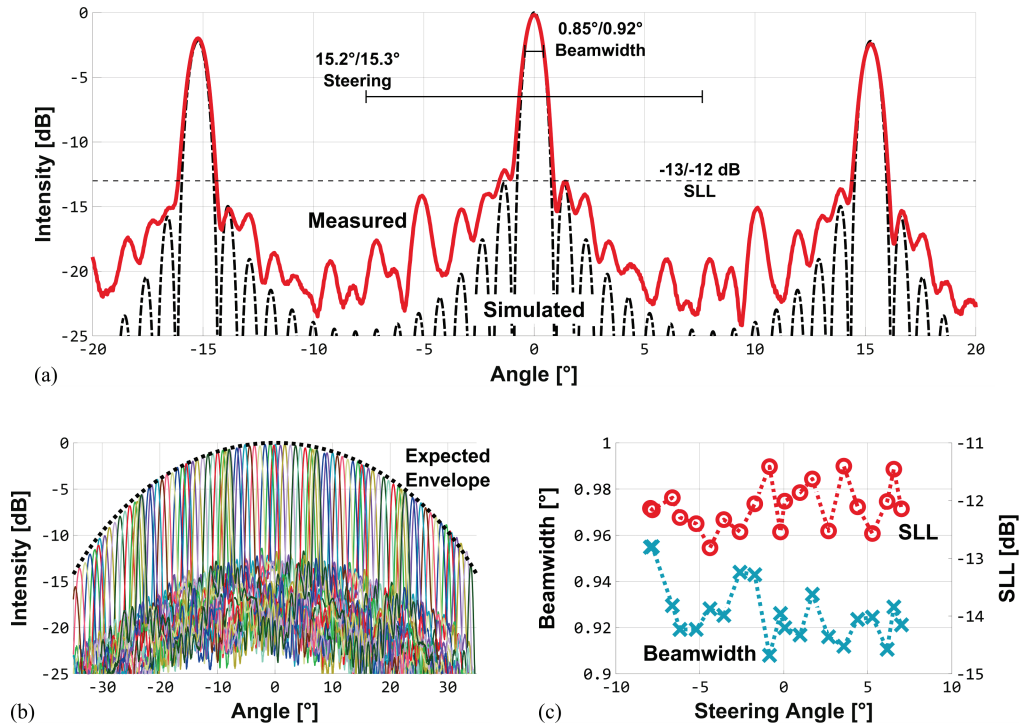 0
-5
-10
-15
-20
-25
Intensity [dB]
15.2°/15.3°
Steering
0.85°/0.92°
Beamwidth
-13/-12 dB
SLL
Measured
Simulated
-20 -15 -10 -5 0 5 10 15 20
Angle [°]
(a)
0
-5
-10
-15
-20
-25
Intensity [dB]
Expected
Envelope
-30 -20 -10 0 10 20 30
Angle [°]
(b)
1
0.98
0.96
0.94
0.92
0.9
Beamwidth [°]
SLL
Beamwidth
-11
-12
-13
-14
-15
SLL [dB]
-10 -5 0 5 10
Steering Angle [°]
(c)